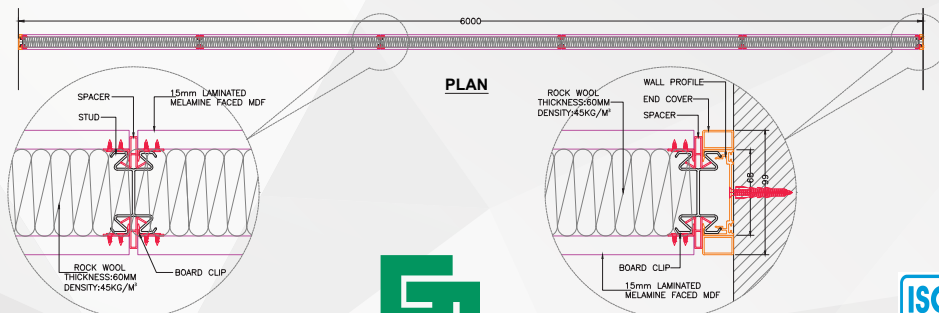 6000
PLAN
SPACER
STUD
15mm LAMINATED
MELAMINE FACED MDF
ROCK WOOL
THICKNESS:60MM
DENSITY:45KG/M³
BOARD CLIP
ROCK WOOL
THICKNESS:60MM
DENSITY:45KG/M³
WALL PROFILE
END COVER
SPACER
68
99
BOARD CLIP
15mm LAMINATED
MELAMINE FACED MDF
ISO